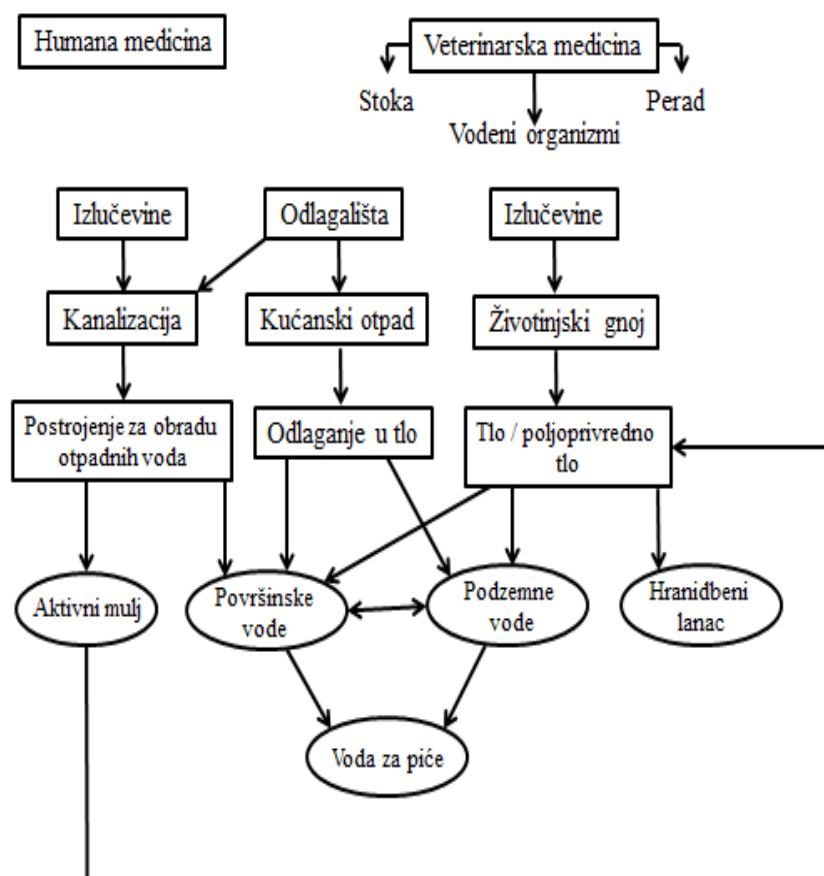 Humana medicina
Veterinarska medicina
Stoka
Perad
Vodeni organizmi
Izlučevine
Odlagališta
Izlučevine
Kanalizacija
Kućanski otpad
Životinjski gnoj
Postrojenje za obradu
otpadnih voda
Odlaganje u tlo
Tlo / poljoprivredno
tlo
Aktivni mulj
Površinske
vode
Podzemne
vode
Hranidbeni
lanac
Voda za piće